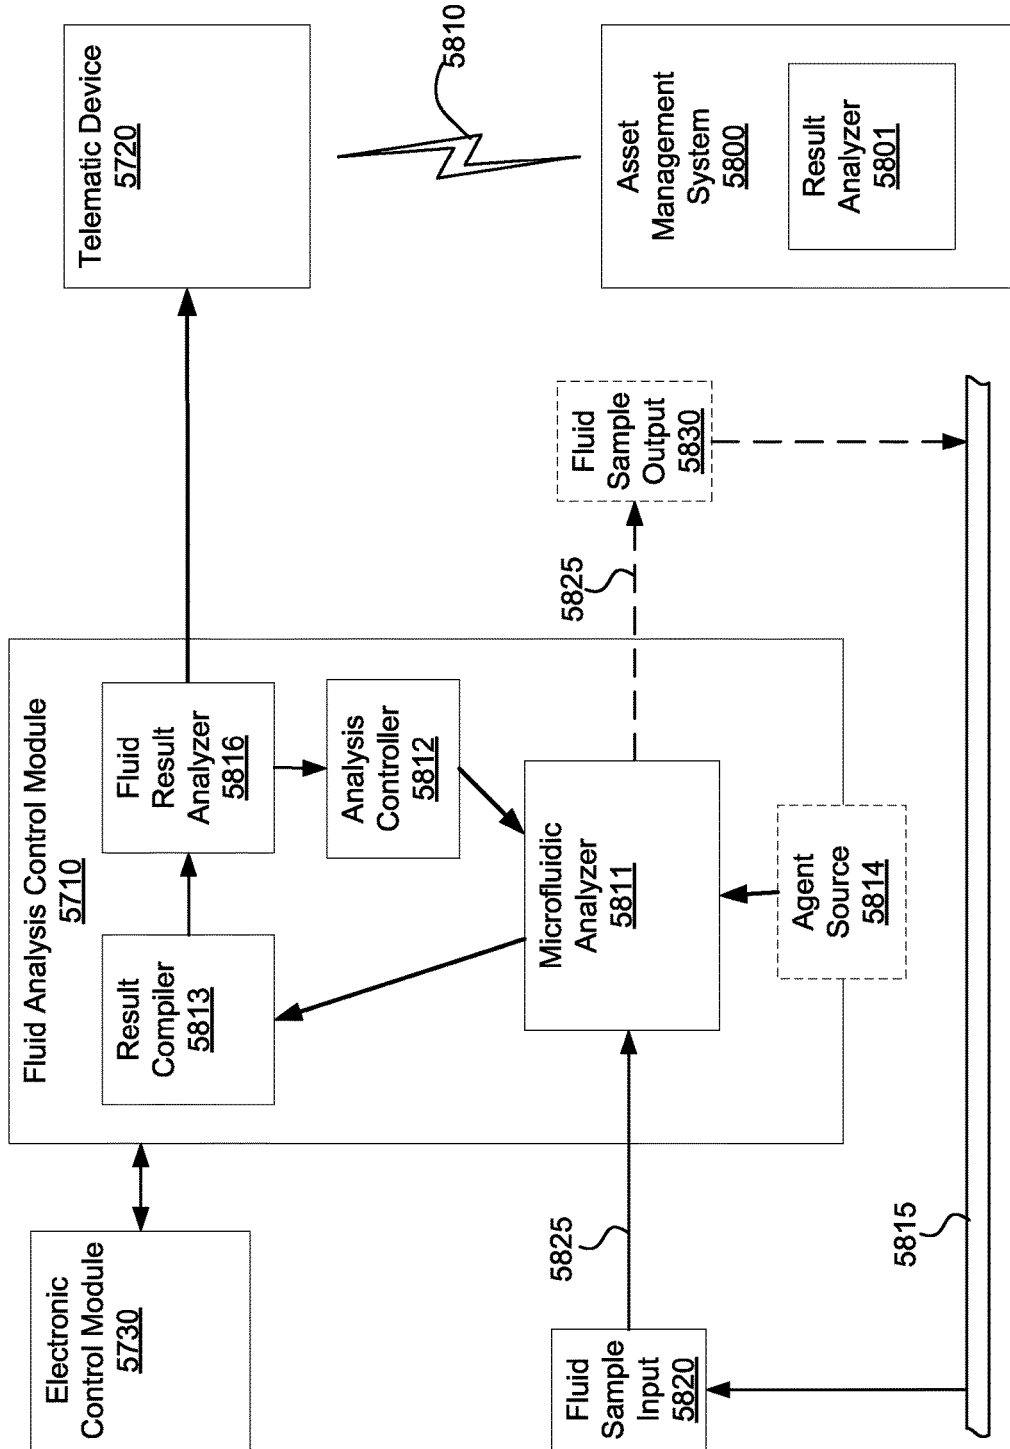 Electronic
Control Module
5730
Fluid Analysis Control Module
5710
Result
Compiler
5813
Fluid
Result
Analyzer
5816
Analysis
Controller
5812
Microfluidic
Analyzer
5811
Agent
Source
5814
Telematic Device
5720
5810
Asset
Management
System
5800
Result
Analyzer
5801
Fluid
Sample
Input
5820
5825
5825
Fluid
Sample
Output
5830
5815